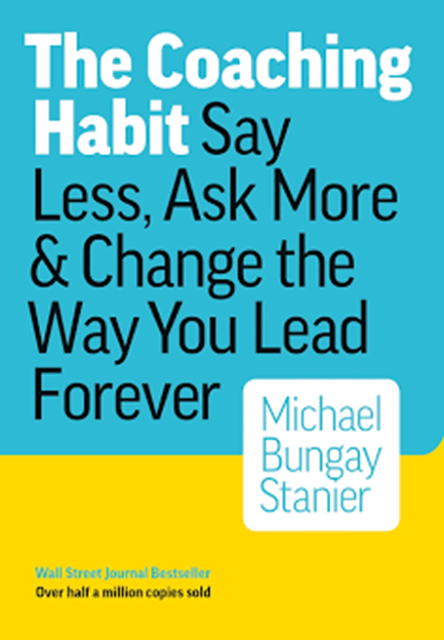 The Coaching
Habit Say
Less, Ask More
& Change the
Way You Lead
Forever
Michael
Bungay
Stanier
Wall Street Journal Bestseller
Over half a million copies sold